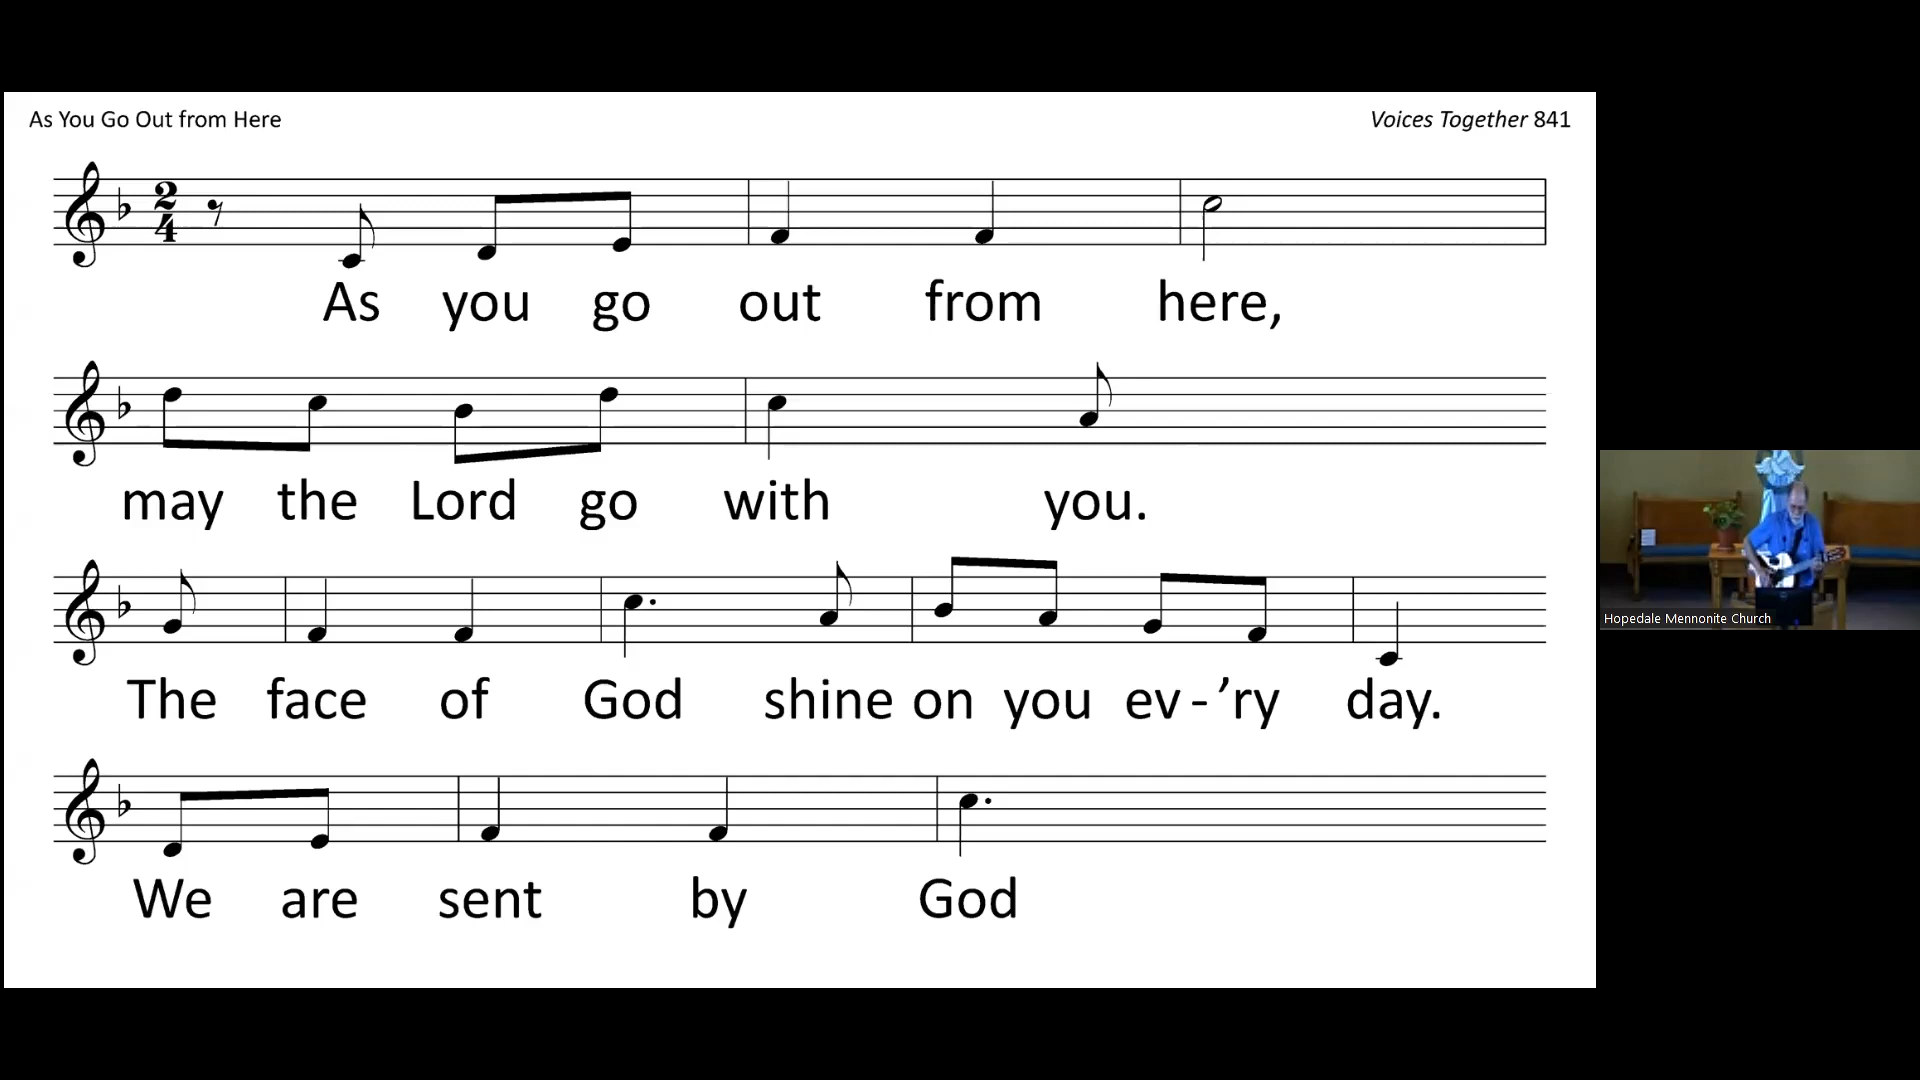 As You Go Out from Here
Voices Together 841
2
4
As you go out from here,
may the Lord go with you.
The face of God shine on you ev-’ry day.
We are sent by God
Hopedale Mennonite Church